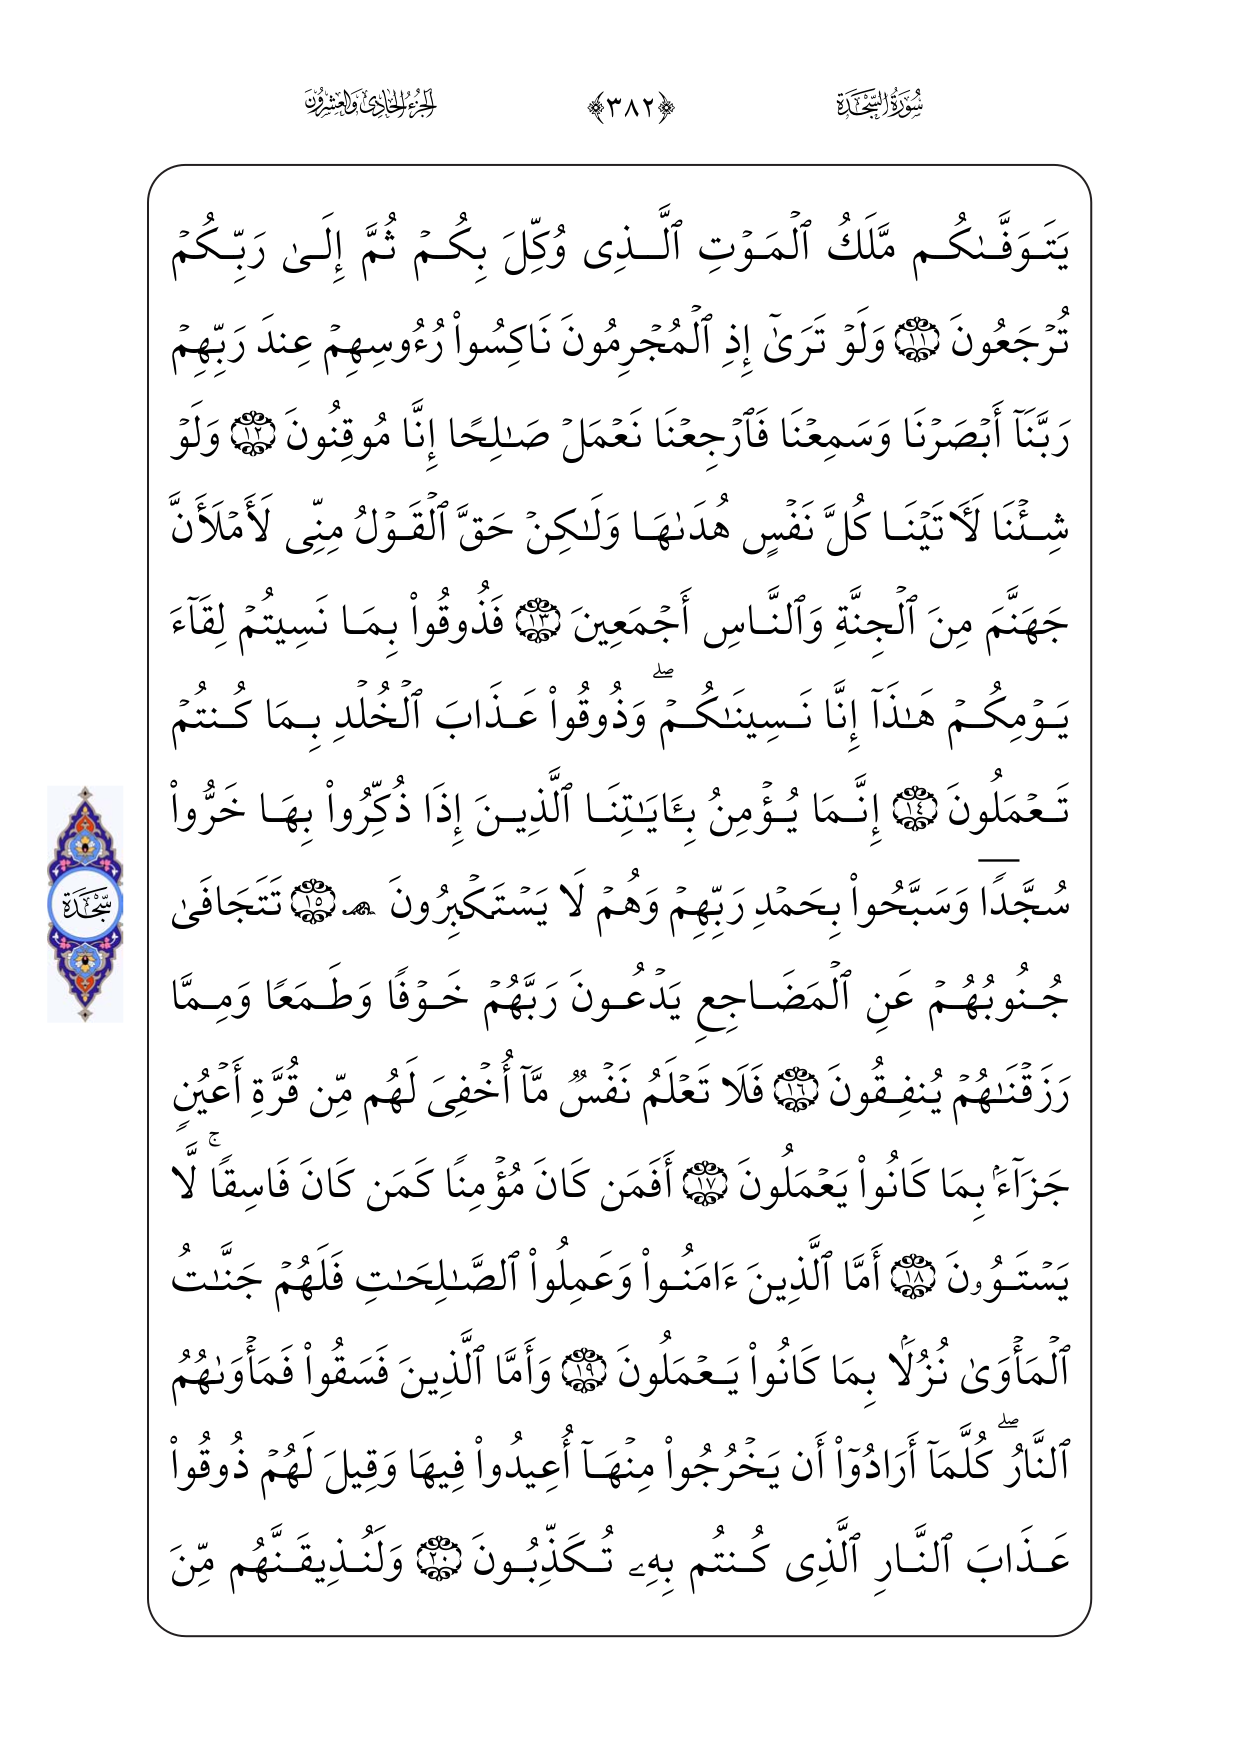 سُورَةُ السَّجْدَةِ ﴿٣٨٢﴾ الجُزْءُ الحَادِي وَالعِشْرُونَ
يَتَوَفَّىٰكُم مَّلَكُ ٱلْمَوْتِ ٱلَّذِى وُكِّلَ بِكُمْ ثُمَّ إِلَىٰ رَبِّكُمْ
تُرْجَعُونَ ١١ وَلَوْ تَرَىٰٓ إِذِ ٱلْمُجْرِمُونَ نَاكِسُوا۟ رُءُوسِهِمْ عِندَ رَبِّهِمْ
رَبَّنَآ أَبْصَرْنَا وَسَمِعْنَا فَٱرْجِعْنَا نَعْمَلْ صَـٰلِحًا إِنَّا مُوقِنُونَ ١٢ وَلَوْ
شِئْنَا لَـَٔاتَيْنَا كُلَّ نَفْسٍ هُدَىٰهَا وَلَـٰكِنْ حَقَّ ٱلْقَوْلُ مِنِّى لَأَمْلَأَنَّ
جَهَنَّمَ مِنَ ٱلْجِنَّةِ وَٱلنَّاسِ أَجْمَعِينَ ١٣ فَذُوقُوا۟ بِمَا نَسِيتُمْ لِقَآءَ
يَوْمِكُمْ هَـٰذَآ إِنَّا نَسِينَـٰكُمْ ۖ وَذُوقُوا۟ عَذَابَ ٱلْخُلْدِ بِمَا كُنتُمْ
تَعْمَلُونَ ١٤ إِنَّمَا يُؤْمِنُ بِـَٔايَـٰتِنَا ٱلَّذِينَ إِذَا ذُكِّرُوا۟ بِهَا خَرُّوا۟
سُجَّدًا وَسَبَّحُوا۟ بِحَمْدِ رَبِّهِمْ وَهُمْ لَا يَسْتَكْبِرُونَ ١٥ تَتَجَافَىٰ
سَجْدَة
جُنُوبُهُمْ عَنِ ٱلْمَضَاجِعِ يَدْعُونَ رَبَّهُمْ خَوْفًا وَطَمَعًا وَمِمَّا
رَزَقْنَـٰهُمْ يُنفِقُونَ ١٦ فَلَا تَعْلَمُ نَفْسٌ مَّآ أُخْفِىَ لَهُم مِّن قُرَّةِ أَعْيُنٍ
جَزَآءًۢ بِمَا كَانُوا۟ يَعْمَلُونَ ١٧ أَفَمَن كَانَ مُؤْمِنًا كَمَن كَانَ فَاسِقًا ۚ لَّا
يَسْتَوُۥنَ ١٨ أَمَّا ٱلَّذِينَ ءَامَنُوا۟ وَعَمِلُوا۟ ٱلصَّـٰلِحَـٰتِ فَلَهُمْ جَنَّـٰتُ
ٱلْمَأْوَىٰ نُزُلًۢا بِمَا كَانُوا۟ يَعْمَلُونَ ١٩ وَأَمَّا ٱلَّذِينَ فَسَقُوا۟ فَمَأْوَىٰهُمُ
ٱلنَّارُ ۖ كُلَّمَآ أَرَادُوٓا۟ أَن يَخْرُجُوا۟ مِنْهَآ أُعِيدُوا۟ فِيهَا وَقِيلَ لَهُمْ ذُوقُوا۟
عَذَابَ ٱلنَّارِ ٱلَّذِى كُنتُم بِهِۦ تُكَذِّبُونَ ٢٠ وَلَنُذِيقَنَّهُم مِّنَ